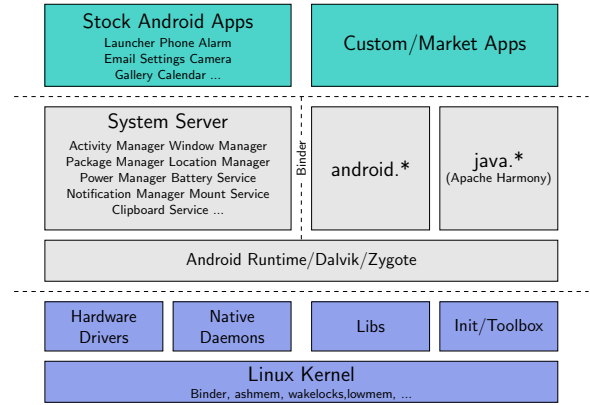 Stock Android Apps
Launcher Phone Alarm
Email Settings Camera
Gallery Calendar ...
Custom/Market Apps
System Server
Activity Manager Window Manager
Package Manager Location Manager
Power Manager Battery Service
Notification Manager Mount Service
Clipboard Service ...
Binder
android.*
java.*
(Apache Harmony)
Android Runtime/Dalvik/Zygote
Hardware
Drivers
Native
Daemons
Libs
Init/Toolbox
Linux Kernel
Binder, ashmem, wakelocks,lowmem, ...